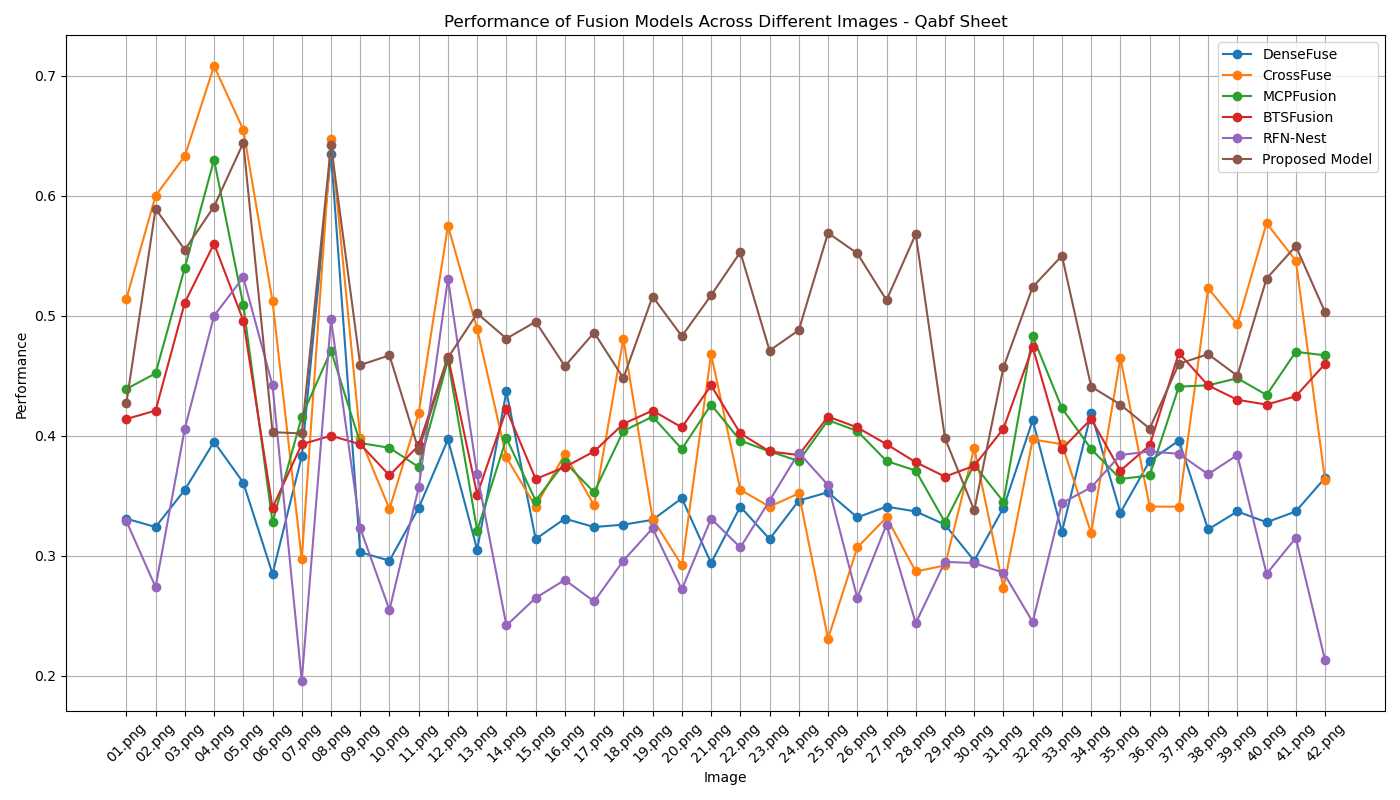 Performance of Fusion Models Across Different Images - Qabf Sheet
DenseFuse
CrossFuse
MCPFusion
BTSFusion
RFN-Nest
Proposed Model
Performance
0.7
0.6
0.5
0.4
0.3
0.2
01.png
02.png
03.png
04.png
05.png
06.png
07.png
08.png
09.png
10.png
11.png
12.png
13.png
14.png
15.png
16.png
17.png
18.png
19.png
20.png
21.png
22.png
23.png
24.png
25.png
26.png
27.png
28.png
29.png
30.png
31.png
32.png
33.png
34.png
35.png
36.png
37.png
38.png
39.png
40.png
41.png
42.png
Image